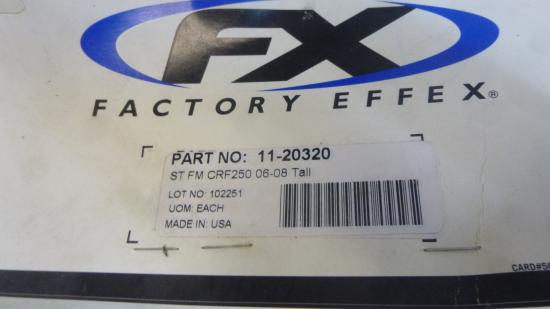 FX
FACTORY EFFEX®
PART NO: 11-20320
ST FM CRF250 06-08 Tall
LOT NO: 102251
UOM: EACH
MADE IN: USA